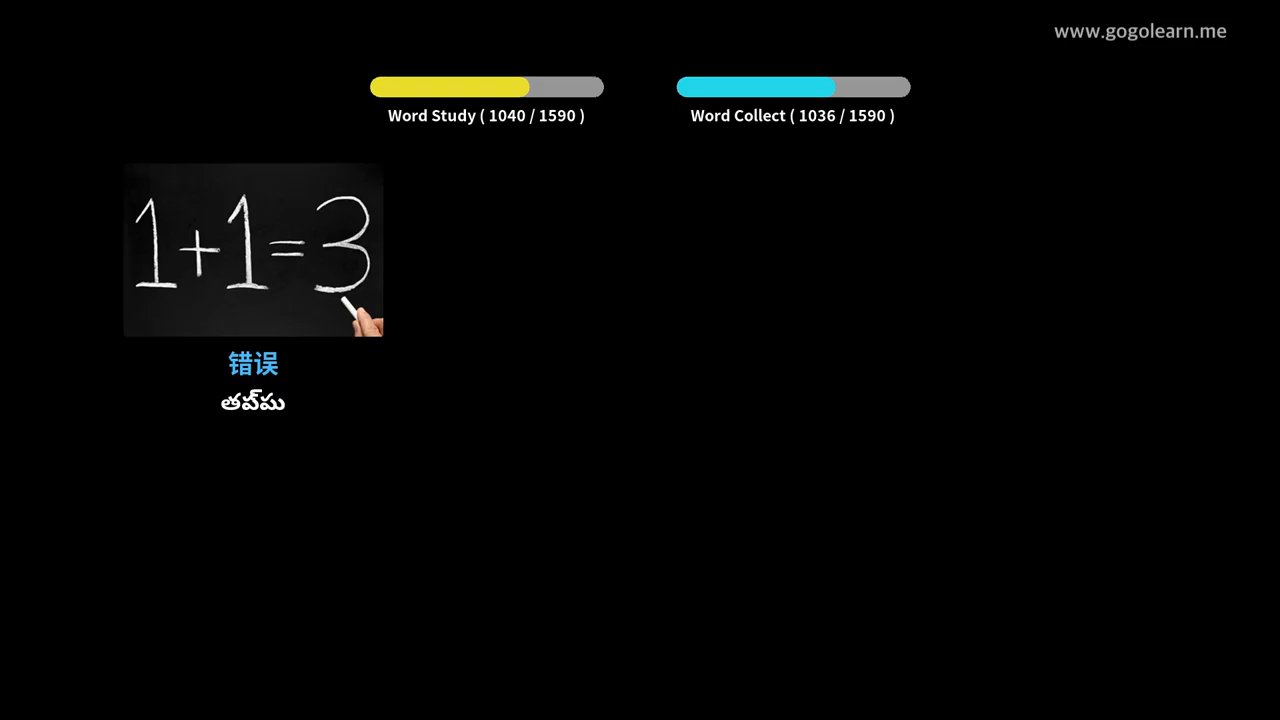 www.gogolearn.me
Word Study ( 1040 / 1590 )
Word Collect ( 1036 / 1590 )
1+1=3
错误
తప్పు